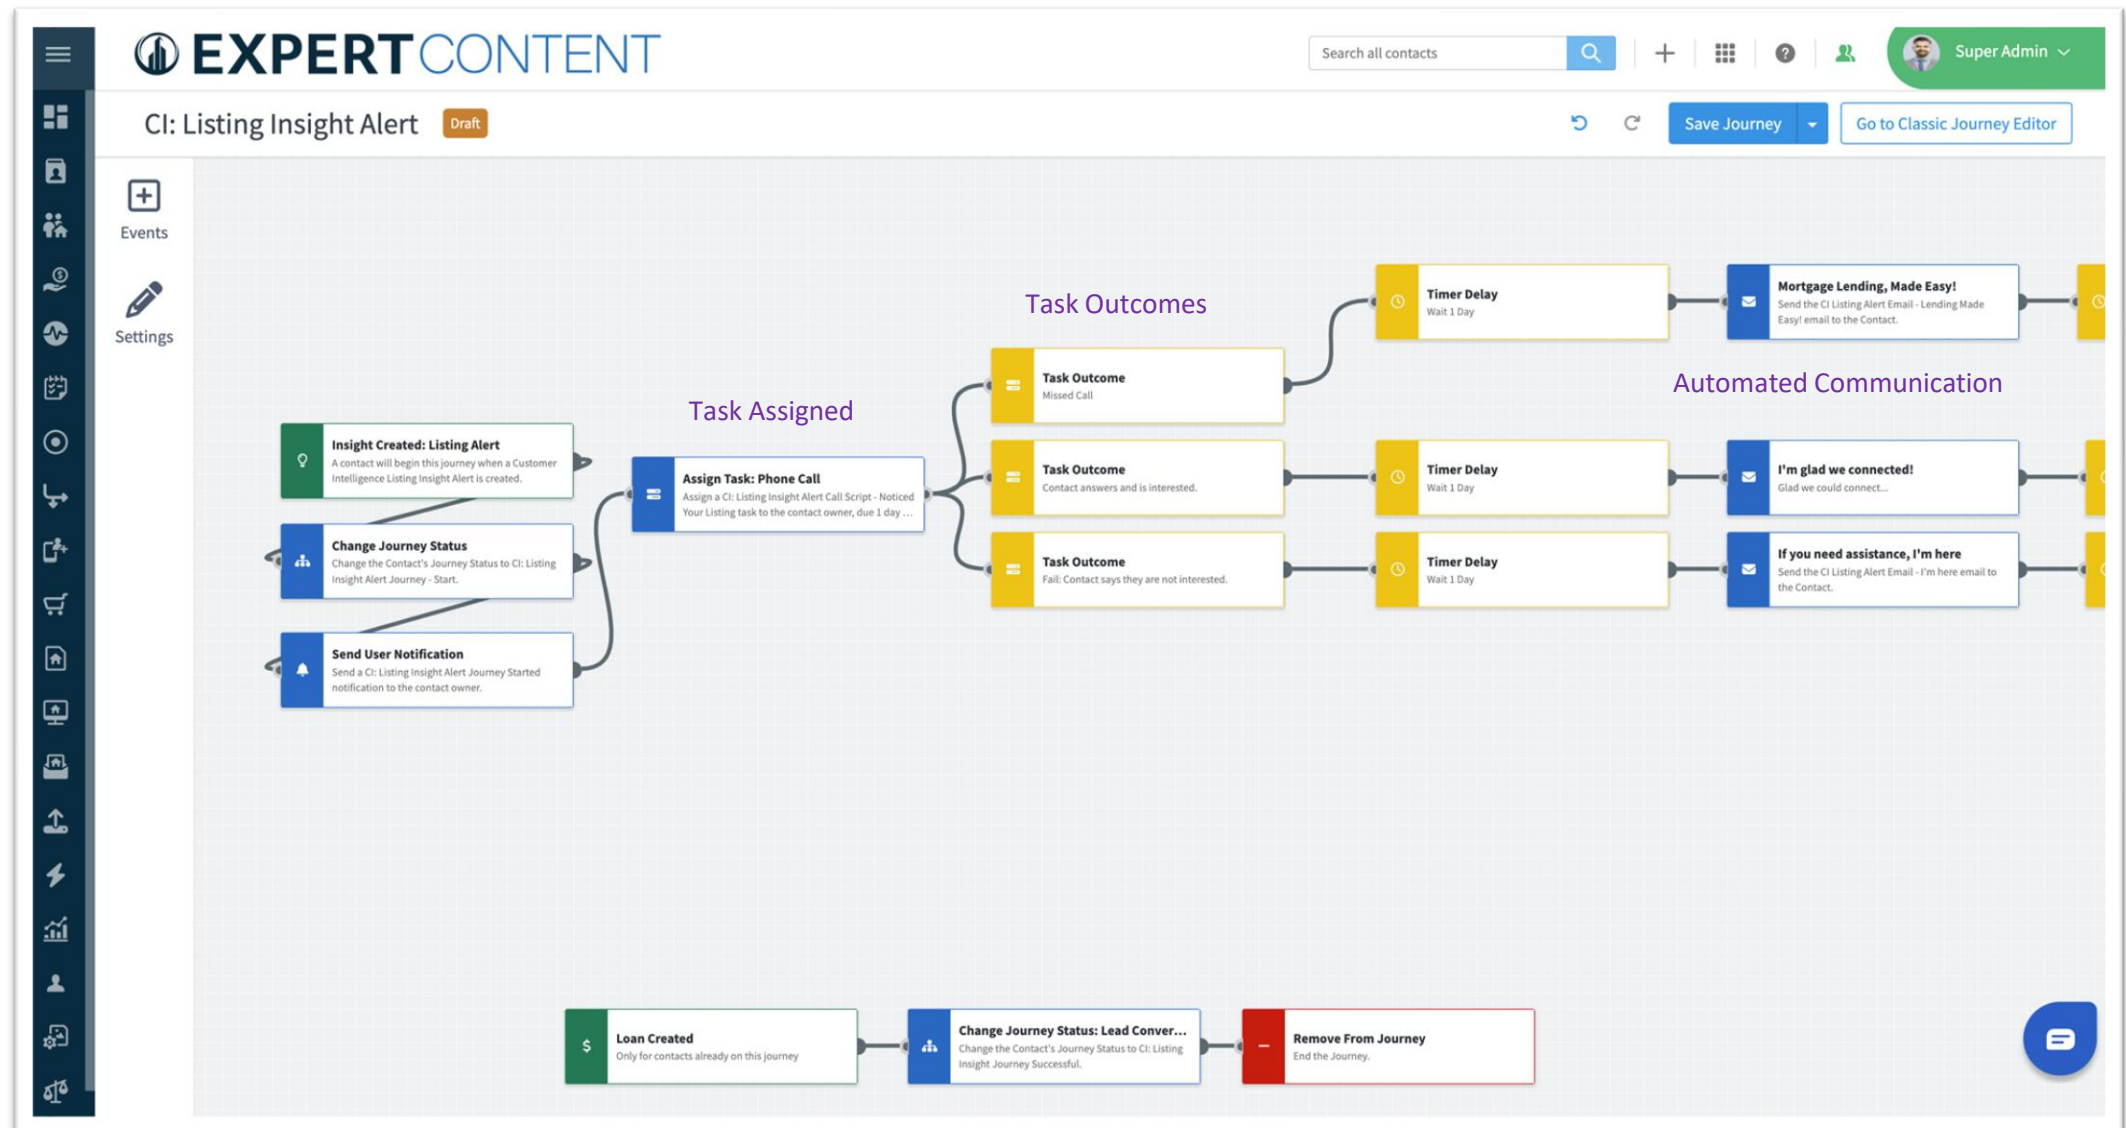 EXPERTCONTENT
Search all contacts
Super Admin
CI: Listing Insight Alert
Draft
Save Journey
Go to Classic Journey Editor
Events
Settings
Task Assigned
Task Outcomes
Automated Communication
Insight Created: Listing Alert
A contact will begin this journey when a Customer
Intelligence Listing Insight Alert is created.
Change Journey Status
Change the Contact's Journey Status to CI: Listing
Insight Alert Journey - Start.
Send User Notification
Send a CI: Listing Insight Alert Journey Started
notification to the contact owner.
Assign Task: Phone Call
Assign a CI: Listing Insight Alert Call Script - Noticed
Your Listing task to the contact owner, due 1 day ...
Task Outcome
Missed Call
Timer Delay
Wait 1 Day
Mortgage Lending, Made Easy!
Send the CI Listing Alert Email - Lending Made
Easy! email to the Contact.
Task Outcome
Contact answers and is interested.
Timer Delay
Wait 1 Day
I'm glad we connected!
Glad we could connect...
Task Outcome
Fail: Contact says they are not interested.
Timer Delay
Wait 1 Day
If you need assistance, I'm here
Send the CI Listing Alert Email - I'm here email to
the Contact.
Loan Created
Only for contacts already on this journey
Change Journey Status: Lead Conver...
Change the Contact's Journey Status to CI: Listing
Insight Journey Successful.
Remove From Journey
End the Journey.